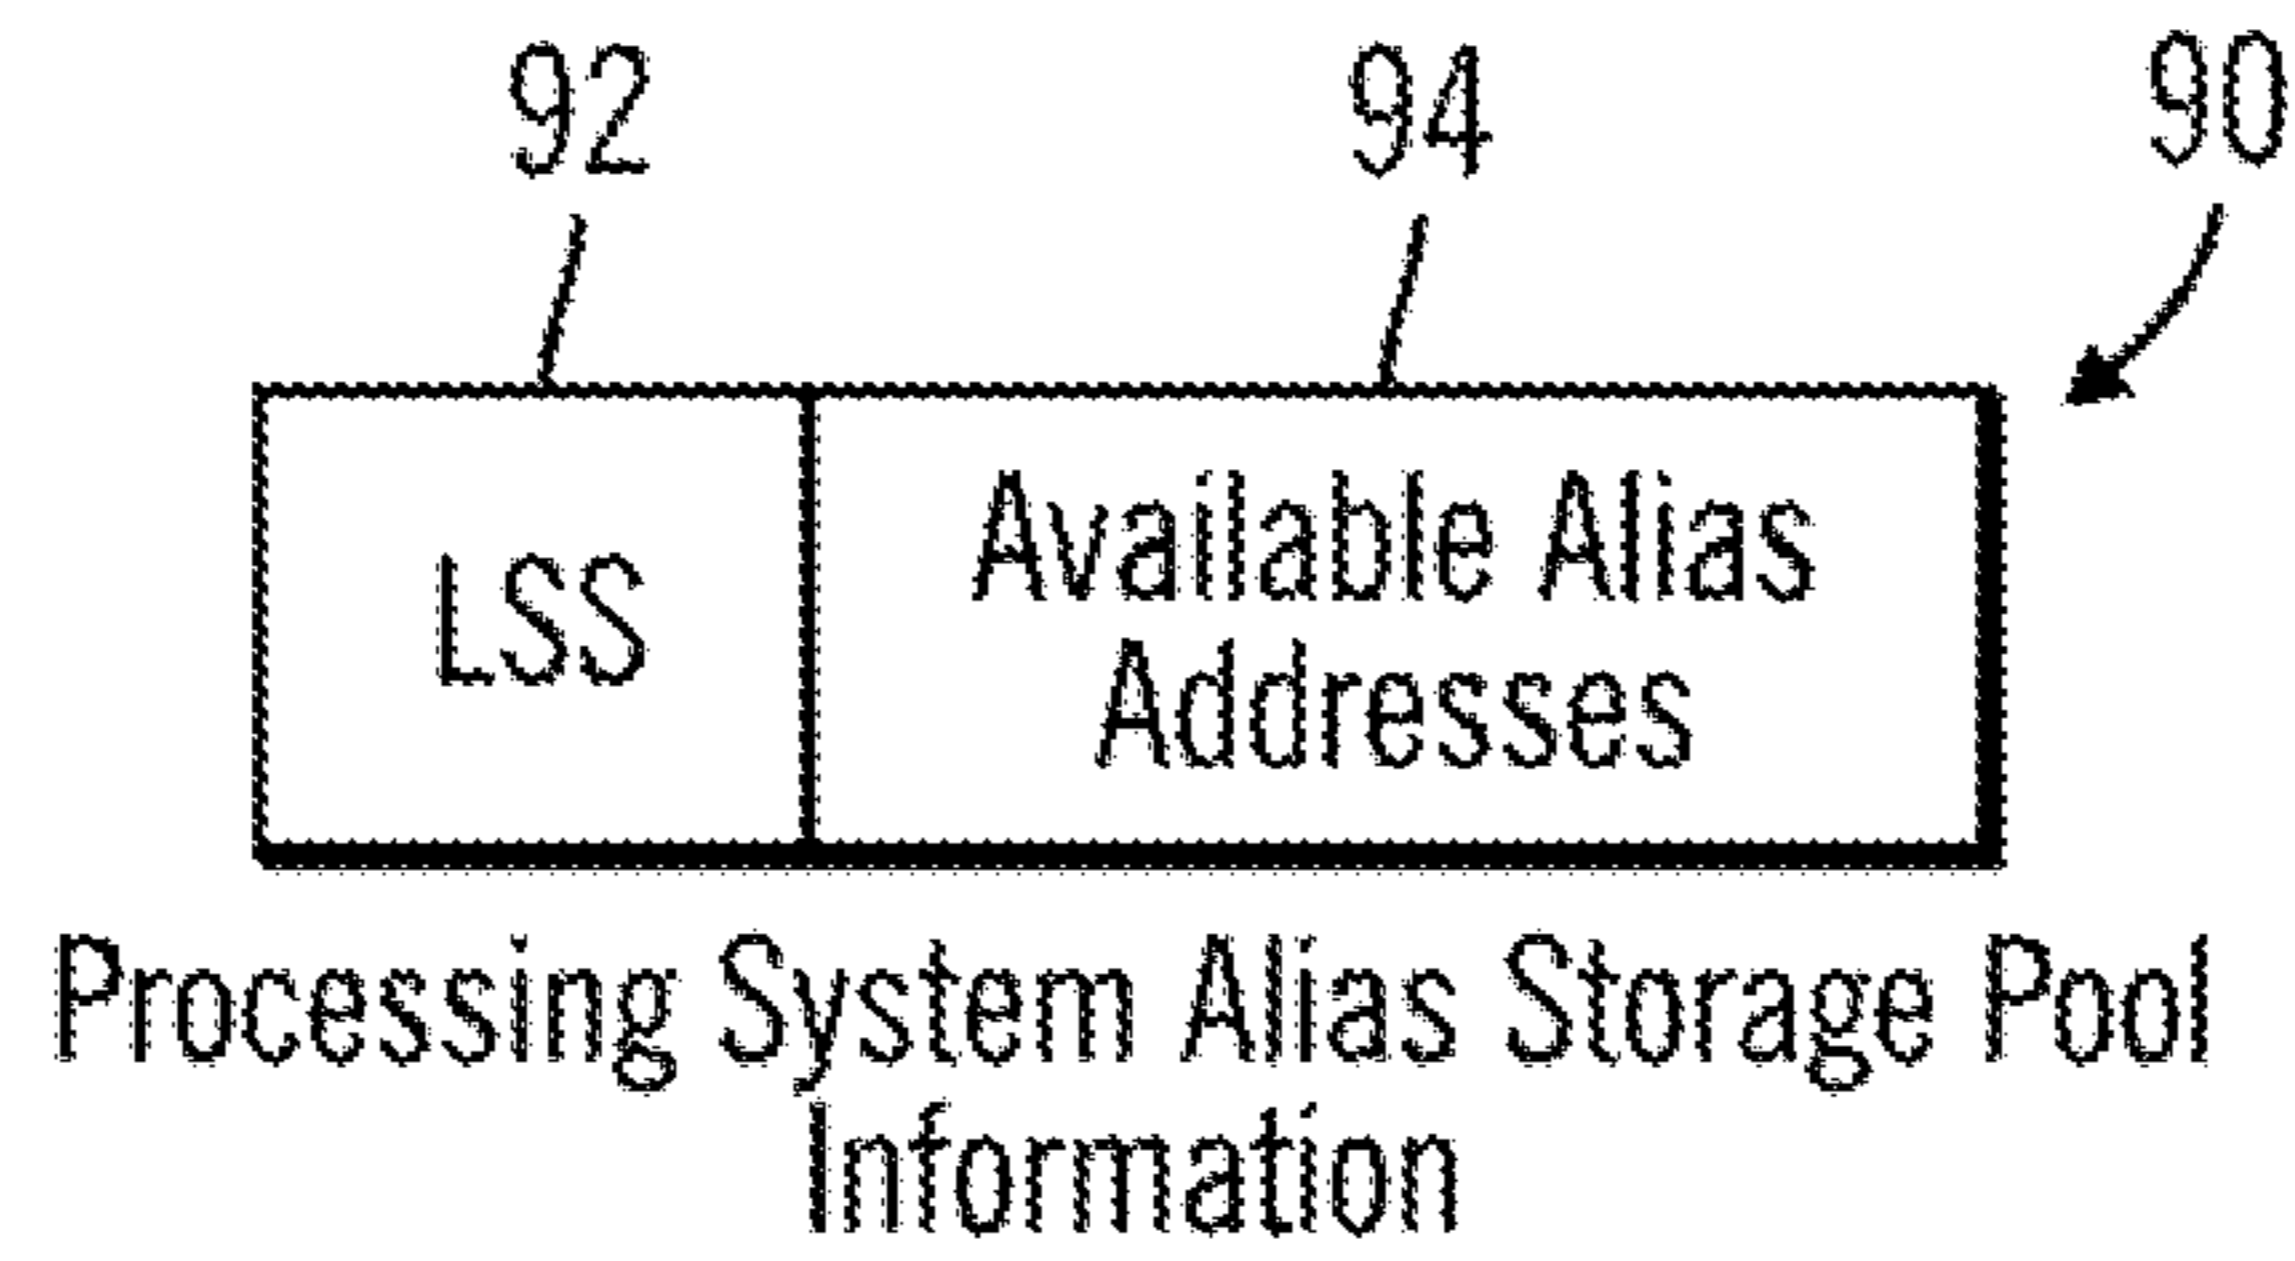 92 94 90
LSS
Available Alias
Addresses
Processing System Alias Storage Pool
Information